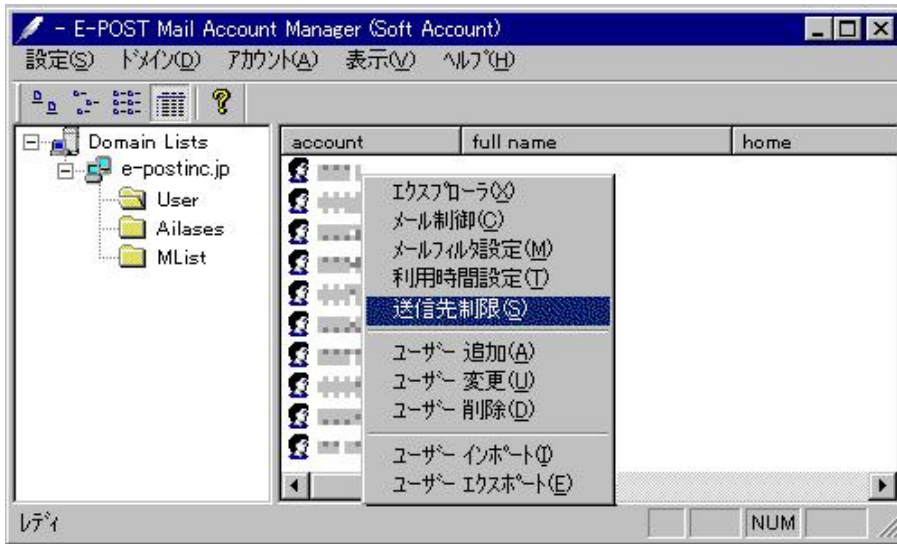 - E-POST Mail Account Manager (Soft Account)
設定(S) ﾄﾞﾒｲﾝ(D) ｱｶｳﾝﾄ(A) 表示(V) ﾍﾙﾌﾟ(H)
Domain Lists
e-postinc.jp
User
Ailases
MList
account full name home
ｴｸｽﾌﾟﾛｰﾗ(X)
ﾒｰﾙ制御(C)
ﾒｰﾙﾌｨﾙﾀ設定(M)
利用時間設定(T)
送信先制限(S)
ﾕｰｻﾞｰ 追加(A)
ﾕｰｻﾞｰ 変更(U)
ﾕｰｻﾞｰ 削除(D)
ﾕｰｻﾞｰ ｲﾝﾎﾟｰﾄ(I)
ﾕｰｻﾞｰ ｴｸｽﾎﾟｰﾄ(E)
ﾚﾃﾞｨ NUM